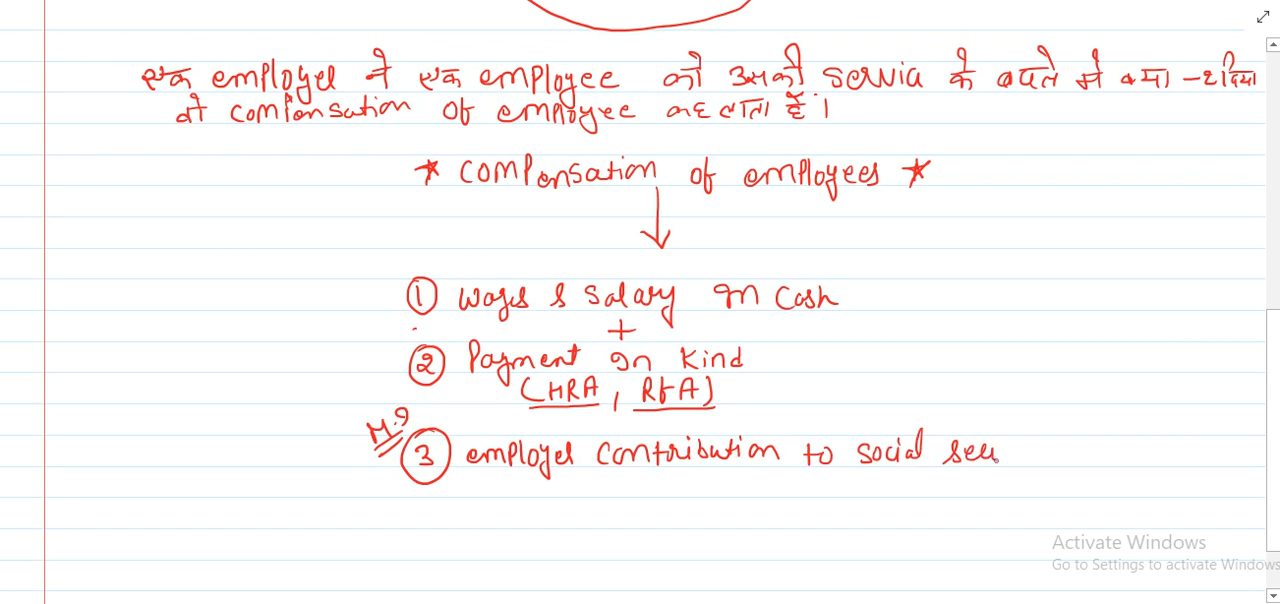 एक employer ने एक employee को उसकी service के बदले में क्या-2 दिया
वो compensation of employee कहलाता है।
* Compensation of employees *
① wages & salary In Cash
+
② Payment In Kind
(HRA, RFA)
M.g
③ employer contribution to social secu
Activate Windows
Go to Settings to activate Windows